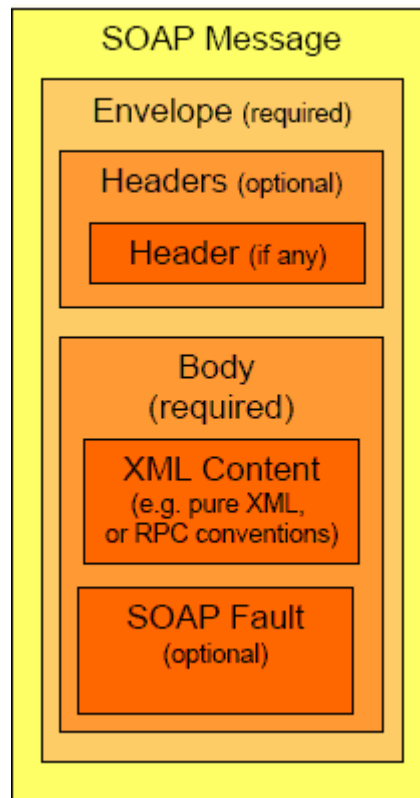 SOAP Message
Envelope (required)
Headers (optional)
Header (if any)
Body
(required)
XML Content
(e.g. pure XML,
or RPC conventions)
SOAP Fault
(optional)